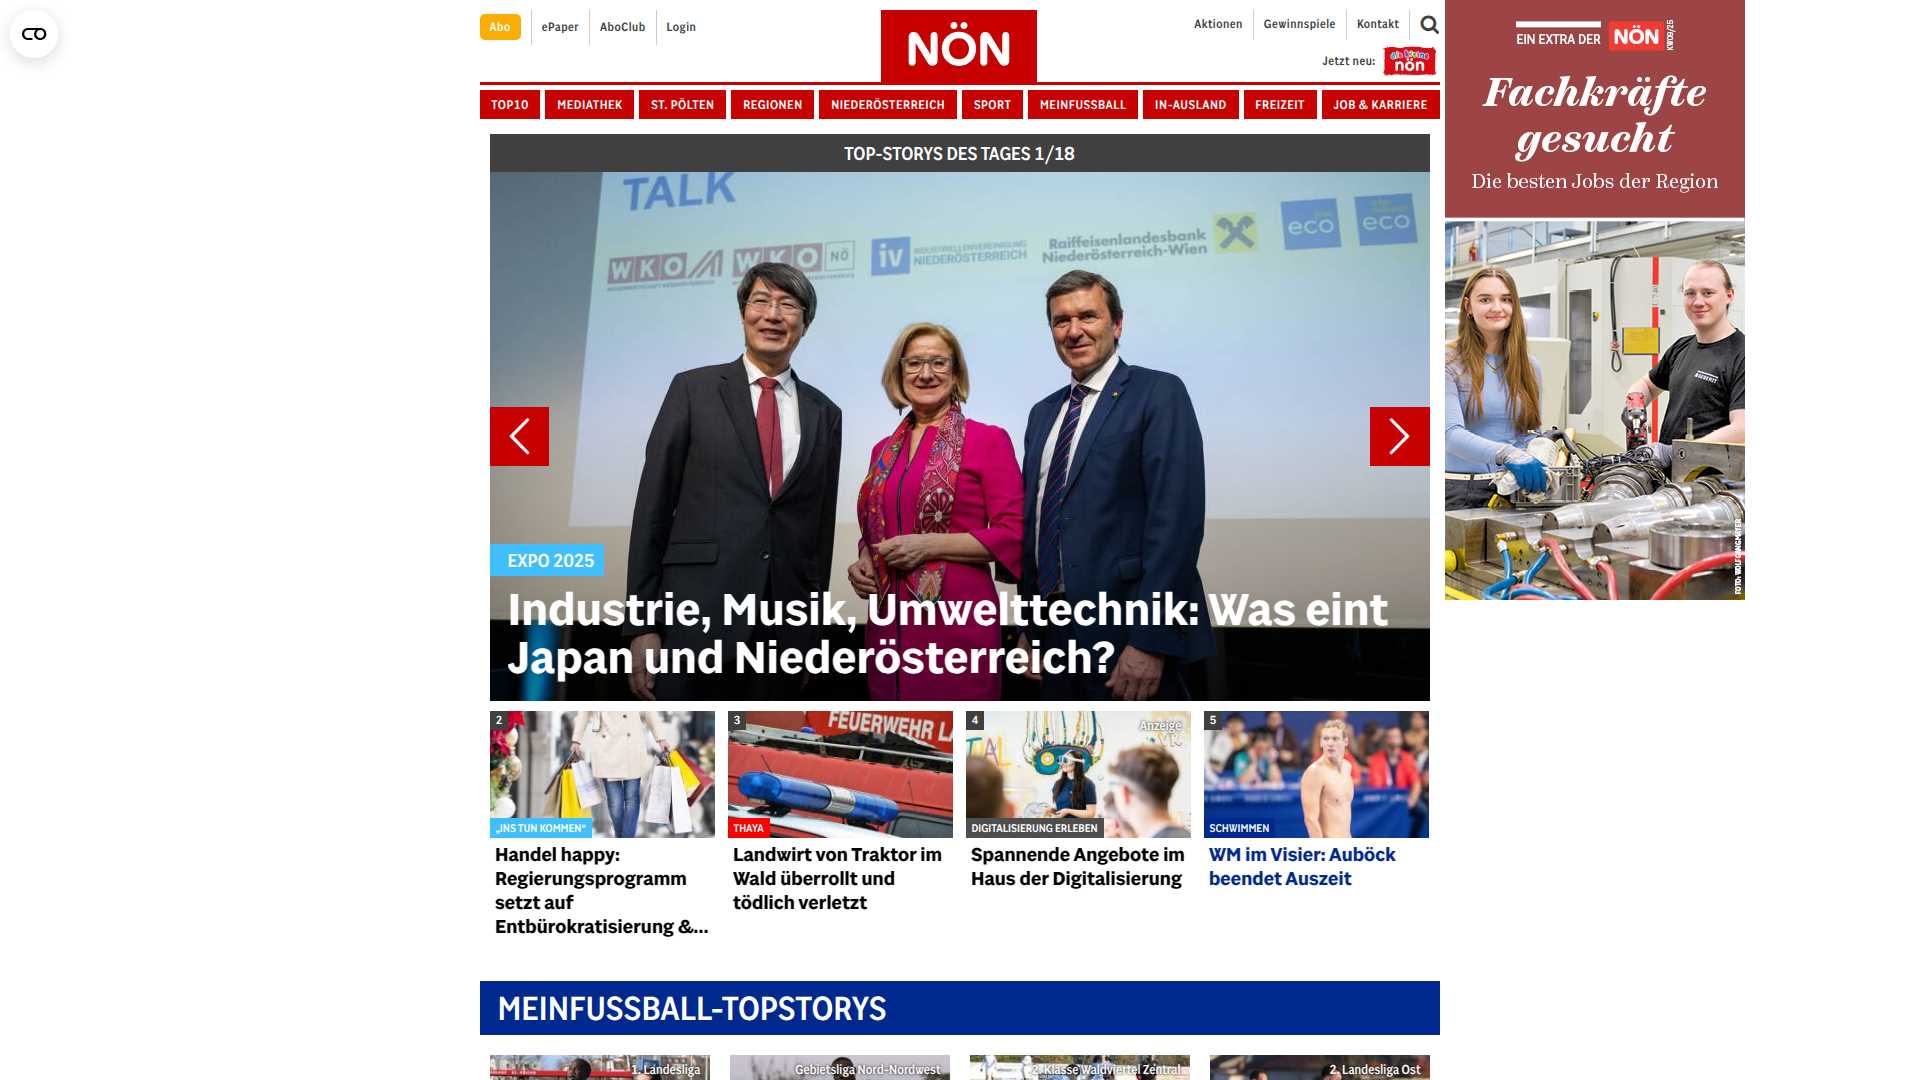 Abo
ePaper
AboClub
Login
NÖN
Aktionen
Gewinnspiele
Kontakt
Jetzt neu:
die kleine
nön
TOP10
MEDIATHEK
ST. PÖLTEN
REGIONEN
NIEDERÖSTERREICH
SPORT
MEINFUSSBALL
IN-AUSLAND
FREIZEIT
JOB & KARRIERE
EIN EXTRA DER NÖN KW09/25
Fachkräfte
gesucht
Die besten Jobs der Region
FOTO: WOLFGANG MAYER
TOP-STORYS DES TAGES 1/18
TALK
WKO WKO NÖ
iv INDUSTRIELLENVEREINIGUNG
NIEDERÖSTERREICH
Raiffeisenlandesbank
Niederösterreich-Wien
eco
eco
EXPO 2025
Industrie, Musik, Umwelttechnik: Was eint
Japan und Niederösterreich?
2
„INS TUN KOMMEN“
Handel happy:
Regierungsprogramm
setzt auf
Entbürokratisierung &...
3
FEUERWEHR LA
THAYA
Landwirt von Traktor im
Wald überrollt und
tödlich verletzt
4
Anzeige
DIGITALISIERUNG ERLEBEN
Spannende Angebote im
Haus der Digitalisierung
5
SCHWIMMEN
WM im Visier: Auböck
beendet Auszeit
MEINFUSSBALL-TOPSTORYS
1. Landesliga
Gebietsliga Nord-Nordwest
2. Klasse Waldviertel Zentral
2. Landesliga Ost